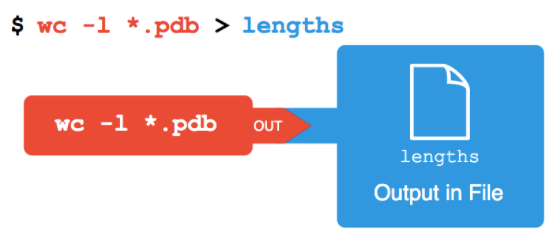 $ wc -l *.pdb > lengths
wc -l *.pdb
OUT
lengths
Output in File